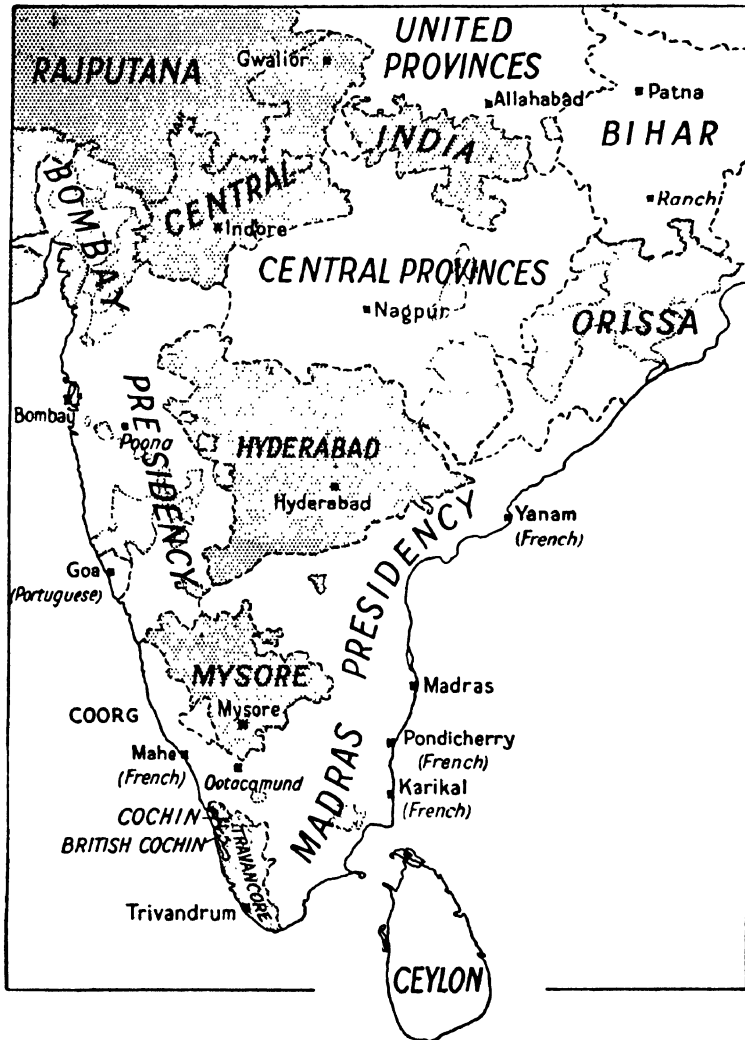 UNITED
PROVINCES
RAJPUTANA
Gwalior
Allahabad
Patna
BIHAR
INDIA
CENTRAL
Ranchi
BOMBAY
Indore
CENTRAL PROVINCES
Nagpur
ORISSA
PRESIDENCY
Bombay
Poona
HYDERABAD
Hyderabad
Yanam
(French)
Goa
(Portuguese)
MADRAS PRESIDENCY
MYSORE
Mysore
Madras
COORG
Mahe
(French)
Ootacamund
Pondicherry
(French)
Karikal
(French)
COCHIN
BRITISH COCHIN
TRAVANCORE
Trivandrum
CEYLON